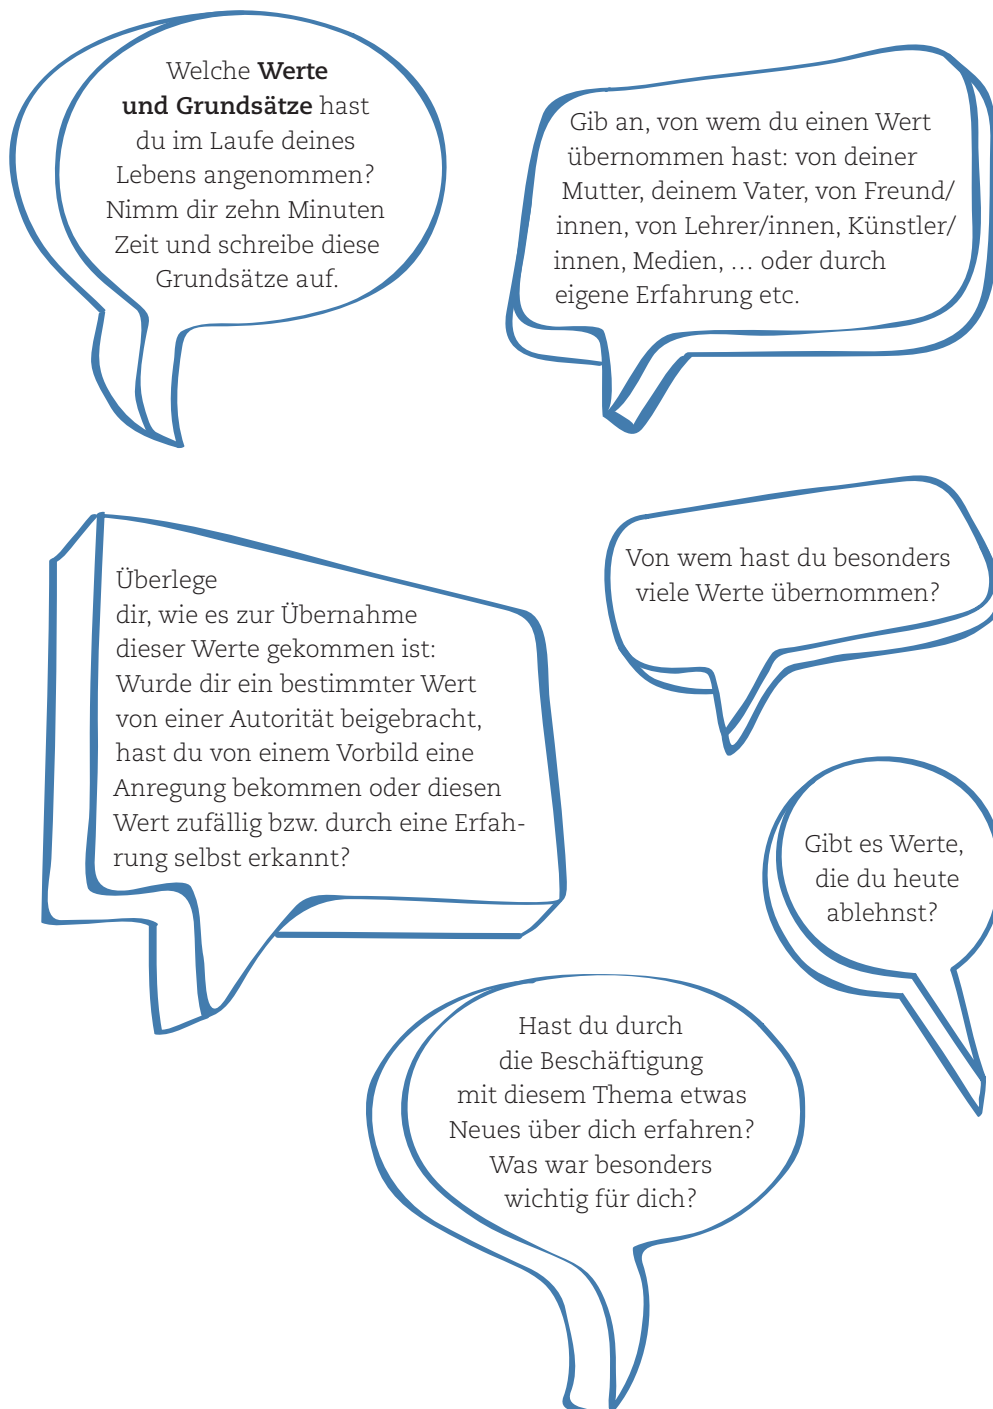 Welche Werte
und Grundsätze hast
du im Laufe deines
Lebens angenommen?
Nimm dir zehn Minuten
Zeit und schreibe diese
Grundsätze auf.
Gib an, von wem du einen Wert
übernommen hast: von deiner
Mutter, deinem Vater, von Freund/
innen, von Lehrer/innen, Künstler/
innen, Medien, … oder durch
eigene Erfahrung etc.
Überlege
dir, wie es zur Übernahme
dieser Werte gekommen ist:
Wurde dir ein bestimmter Wert
von einer Autorität beigebracht,
hast du von einem Vorbild eine
Anregung bekommen oder diesen
Wert zufällig bzw. durch eine Erfah-
rung selbst erkannt?
Von wem hast du besonders
viele Werte übernommen?
Gibt es Werte,
die du heute
ablehnst?
Hast du durch
die Beschäftigung
mit diesem Thema etwas
Neues über dich erfahren?
Was war besonders
wichtig für dich?